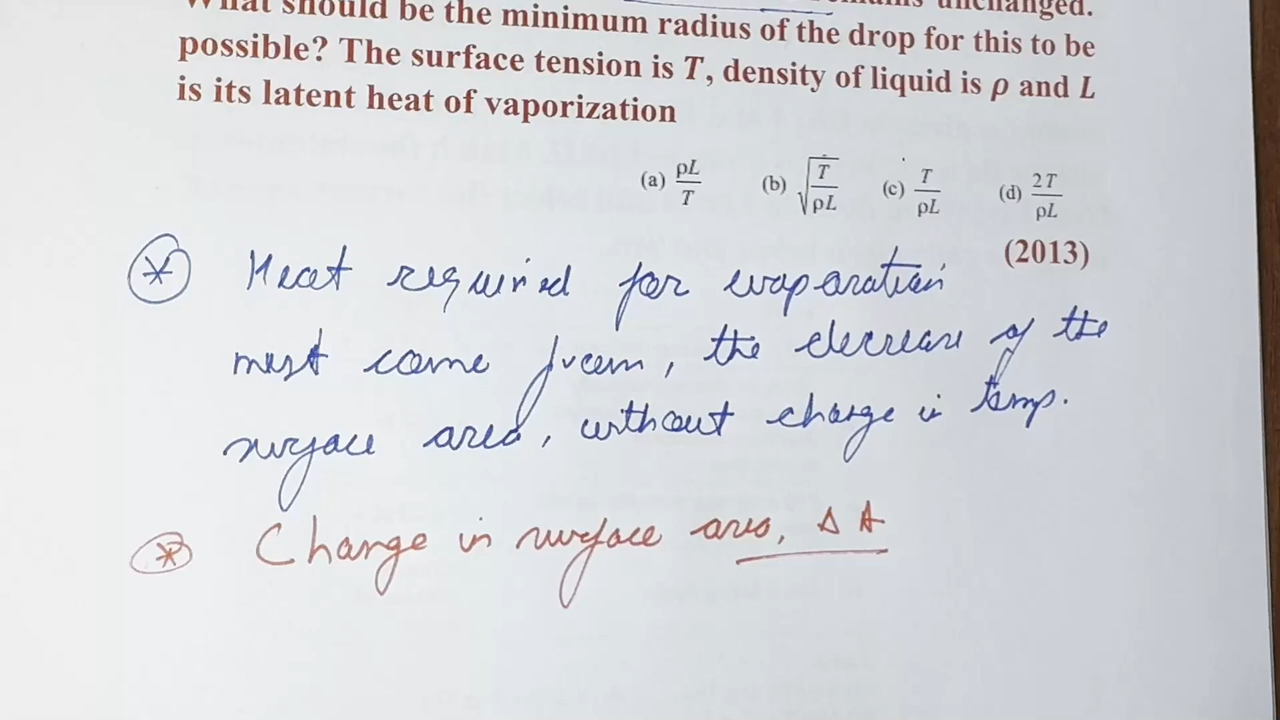 unchanged.
What should be the minimum radius of the drop for this to be
possible? The surface tension is T, density of liquid is ρ and L
is its latent heat of vaporization
(a) ρL/T (b) √(T/ρL) (c) T/ρL (d) 2T/ρL
(2013)
Heat required for evaporation
must come from, the decrease of the
surface area, without change in temp.
Change in surface area, Δ A